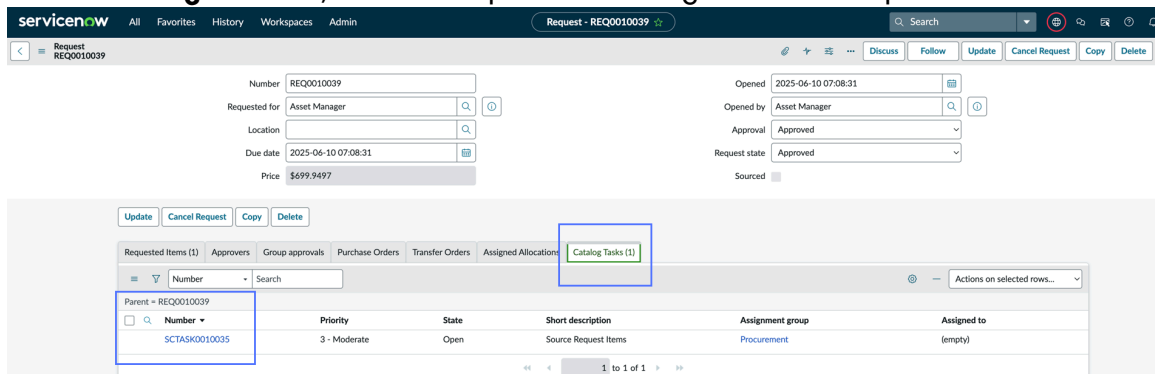 servicenow All Favorites History Workspaces Admin Request - REQ0010039 Search
Request
REQ0010039
Discuss Follow Update Cancel Request Copy Delete
Number REQ0010039 Opened 2025-06-10 07:08:31
Requested for Asset Manager Opened by Asset Manager
Location Approval Approved
Due date 2025-06-10 07:08:31 Request state Approved
Price $699.9497 Sourced
Update Cancel Request Copy Delete
Requested Items (1) Approvers Group approvals Purchase Orders Transfer Orders Assigned Allocations Catalog Tasks (1)
Number Search Actions on selected rows...
Parent = REQ0010039
Number Priority State Short description Assignment group Assigned to
SCTASK0010035 3 - Moderate Open Source Request Items Procurement (empty)
1 to 1 of 1